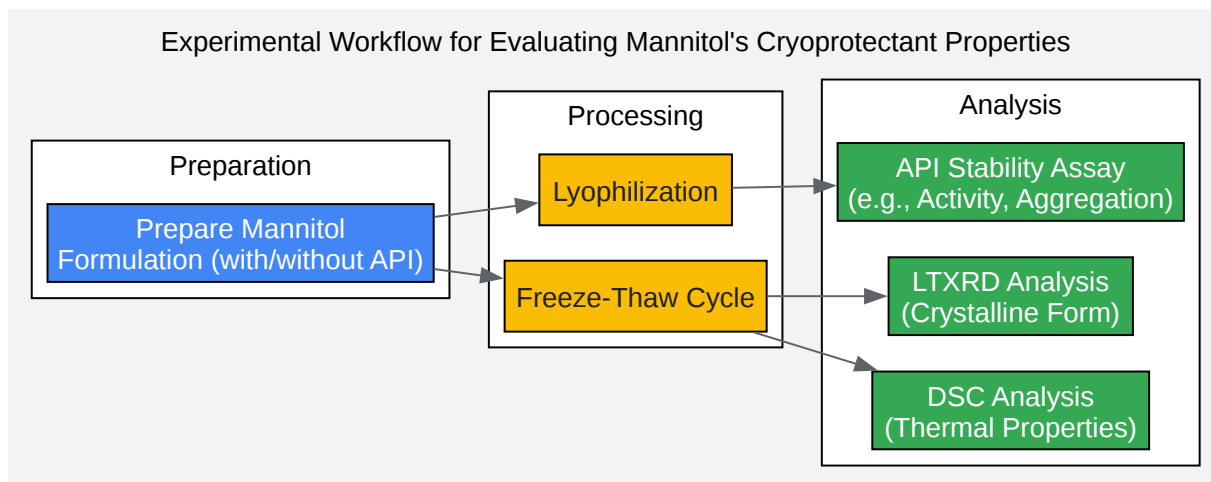 Experimental Workflow for Evaluating Mannitol's Cryoprotectant Properties
Preparation
Prepare Mannitol
Formulation (with/without API)
Processing
Lyophilization
Freeze-Thaw Cycle
Analysis
API Stability Assay
(e.g., Activity, Aggregation)
LTXRD Analysis
(Crystalline Form)
DSC Analysis
(Thermal Properties)